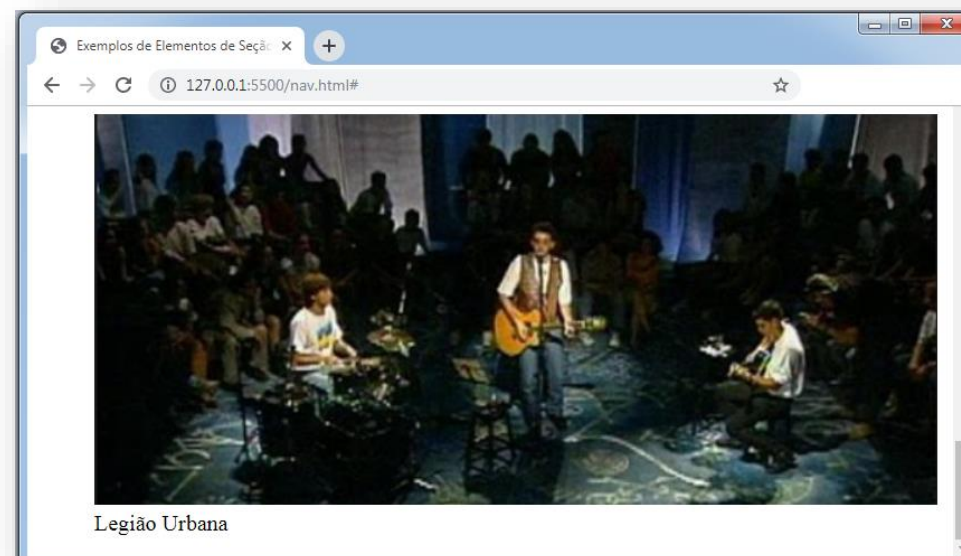 Exemplos de Elementos de Seçã
127.0.0.1:5500/nav.html#
Legião Urbana